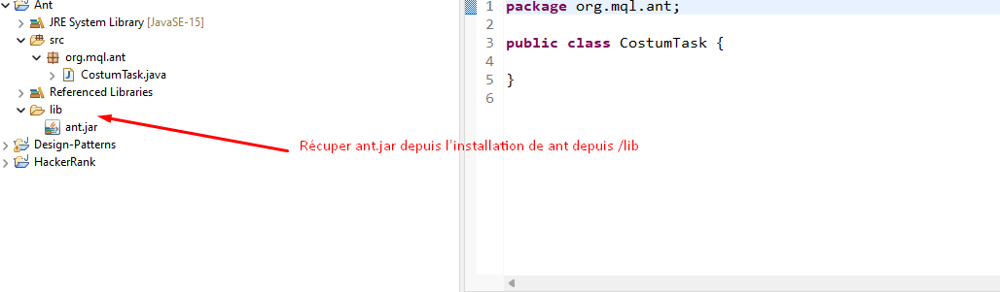 Ant
JRE System Library [JavaSE-15]
src
org.mql.ant
CostumTask.java
Referenced Libraries
lib
ant.jar
Design-Patterns
HackerRank
Récuper ant.jar depuis l'installation de ant depuis /lib
1 package org.mql.ant;
2
3 public class CostumTask {
4
5 }
6